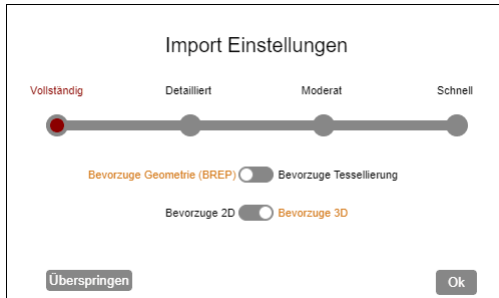 Import Einstellungen
Vollständig Detailliert Moderat Schnell
Bevorzuge Geometrie (BREP) Bevorzuge Tessellierung
Bevorzuge 2D Bevorzuge 3D
Überspringen Ok